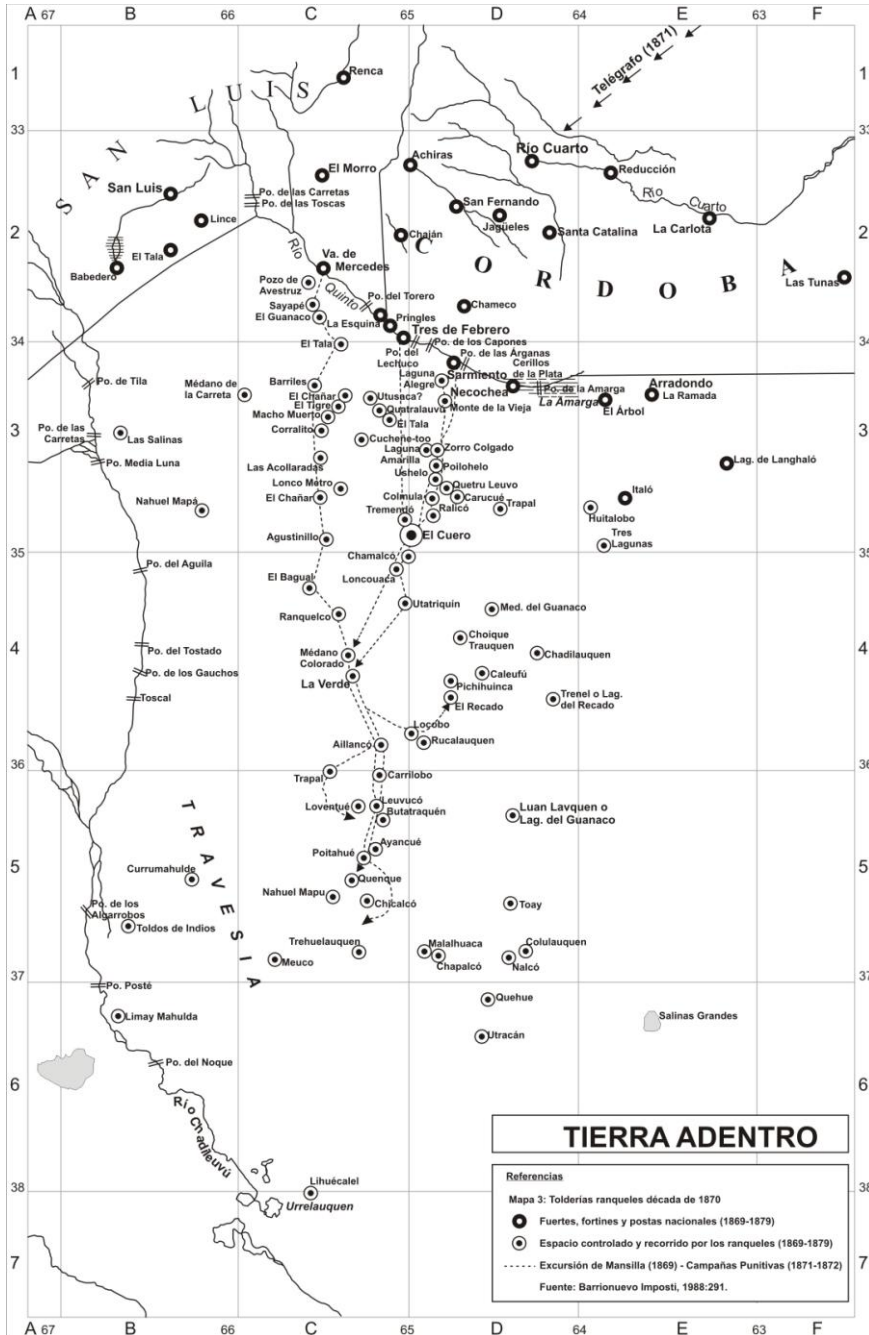 A 67 B 66 C 65 D 64 E 63 F
1
1
Telégrafo (1871)
Renca
SAN LUIS
33
33
Río Cuarto
Achiras
El Morro
Reducción
Río Cuarto
San Luis
Po. de las Carretas
Po. de las Toscas
San Fernando
Jagüeles
Lince
Santa Catalina
La Carlota
2
2
Chaján
CORDOBA
El Tala
Río Quinto
Va. de
Mercedes
Babedero
Las Tunas
Pozo de
Avestruz
Sayapé
El Guanaco
Po. del Torero
Chameco
La Esquina
Pringles
Tres de Febrero
34
34
El Tala
Po. de los Capones
Po. del
Lechuco
Po. de las Árganas
Sarmiento
Cerillos
de la Plata
Laguna
Alegre
Po. de Tila
Médano de
la Carreta
Barriles
El Chañar
Utusaca?
Necochea
Po. de la Amarga
La Amarga
Arradondo
La Ramada
El Tigre
Quatralauvú
Monte de la Vieja
El Árbol
Macho Muerto
El Tala
3
3
Po. de las
Carretas
Las Salinas
Corralito
Cucheñe-too
Laguna
Amarilla
Zorro Colgado
Po. Media Luna
Las Acollaradas
Poilohelo
Lag. de Langhaló
Ushelo
Lonco Matro
Quetru Leuvo
Nahuel Mapá
El Chañar
Colmula
Carucué
Trapal
Italó
Huitalobo
Tremendó
Ralicó
Agustinillo
El Cuero
Tres
Lagunas
35
35
Po. del Aguila
Chamalcó
Loncouaca
El Bagual
Utatriquin
Med. del Guanaco
Ranquelco
4
4
Po. del Tostado
Choique
Trauquen
Médano
Colorado
Chadilauquen
Po. de los Gauchos
La Verde
Caleufú
Pichihuinca
Toscal
El Recado
Trenel o Lag.
del Recado
Locobo
Aillancó
Rucalauquen
36
36
Trapal
Carrilobo
Loventué
Leuvucó
Butatraquén
Luan Lavquen o
Lag. del Guanaco
TRAVESIA
Ayancué
Poitahué
5
5
Currumahulde
Quenque
Nahuel Mapu
Chicalcó
Toay
Po. de los
Algarrobos
Toldos de Indios
Trehuelauquen
Malalhuaca
Colulauquen
Meuco
Chapalcó
Nalcó
37
37
Po. Posté
Quehue
Limay Mahulda
Salinas Grandes
Utracán
Po. del Noque
6
6
Río Chadileuvú
TIERRA ADENTRO
Referencias
Mapa 3: Tolderías ranqueles década de 1870
Fuertes, fortines y postas nacionales (1869-1879)
Espacio controlado y recorrido por los ranqueles (1869-1879)
Excursión de Mansilla (1869) - Campañas Punitivas (1871-1872)
Fuente: Barrionuevo Imposti, 1988:291.
38
38
Lihuécalel
Urrelauquen
7
7
A 67 B 66 C 65 D 64 E 63 F